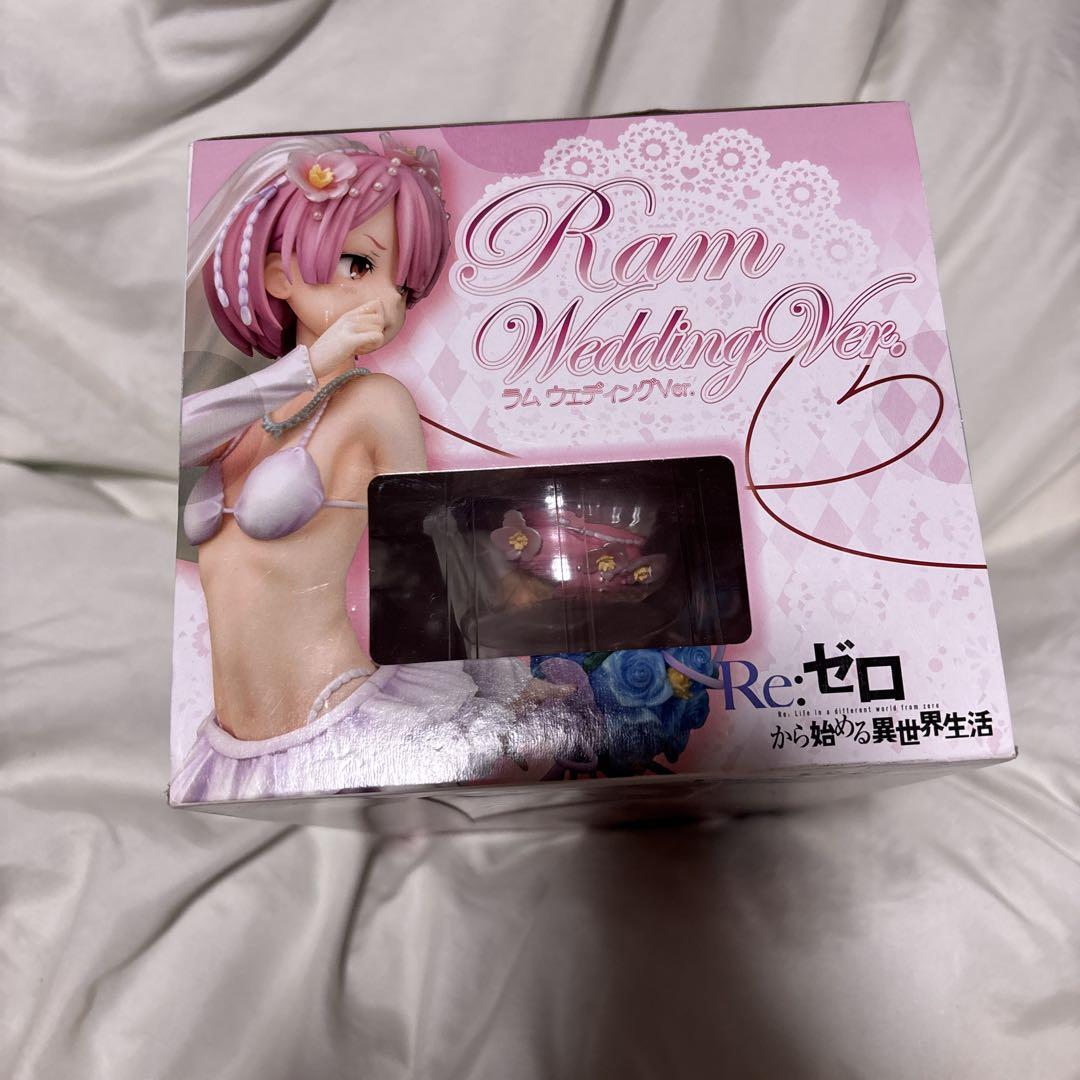 Ram
Wedding Ver.
ラム ウエディングVer.
Re:ゼロ
Re: Life in a different world from zero
から始める異世界生活